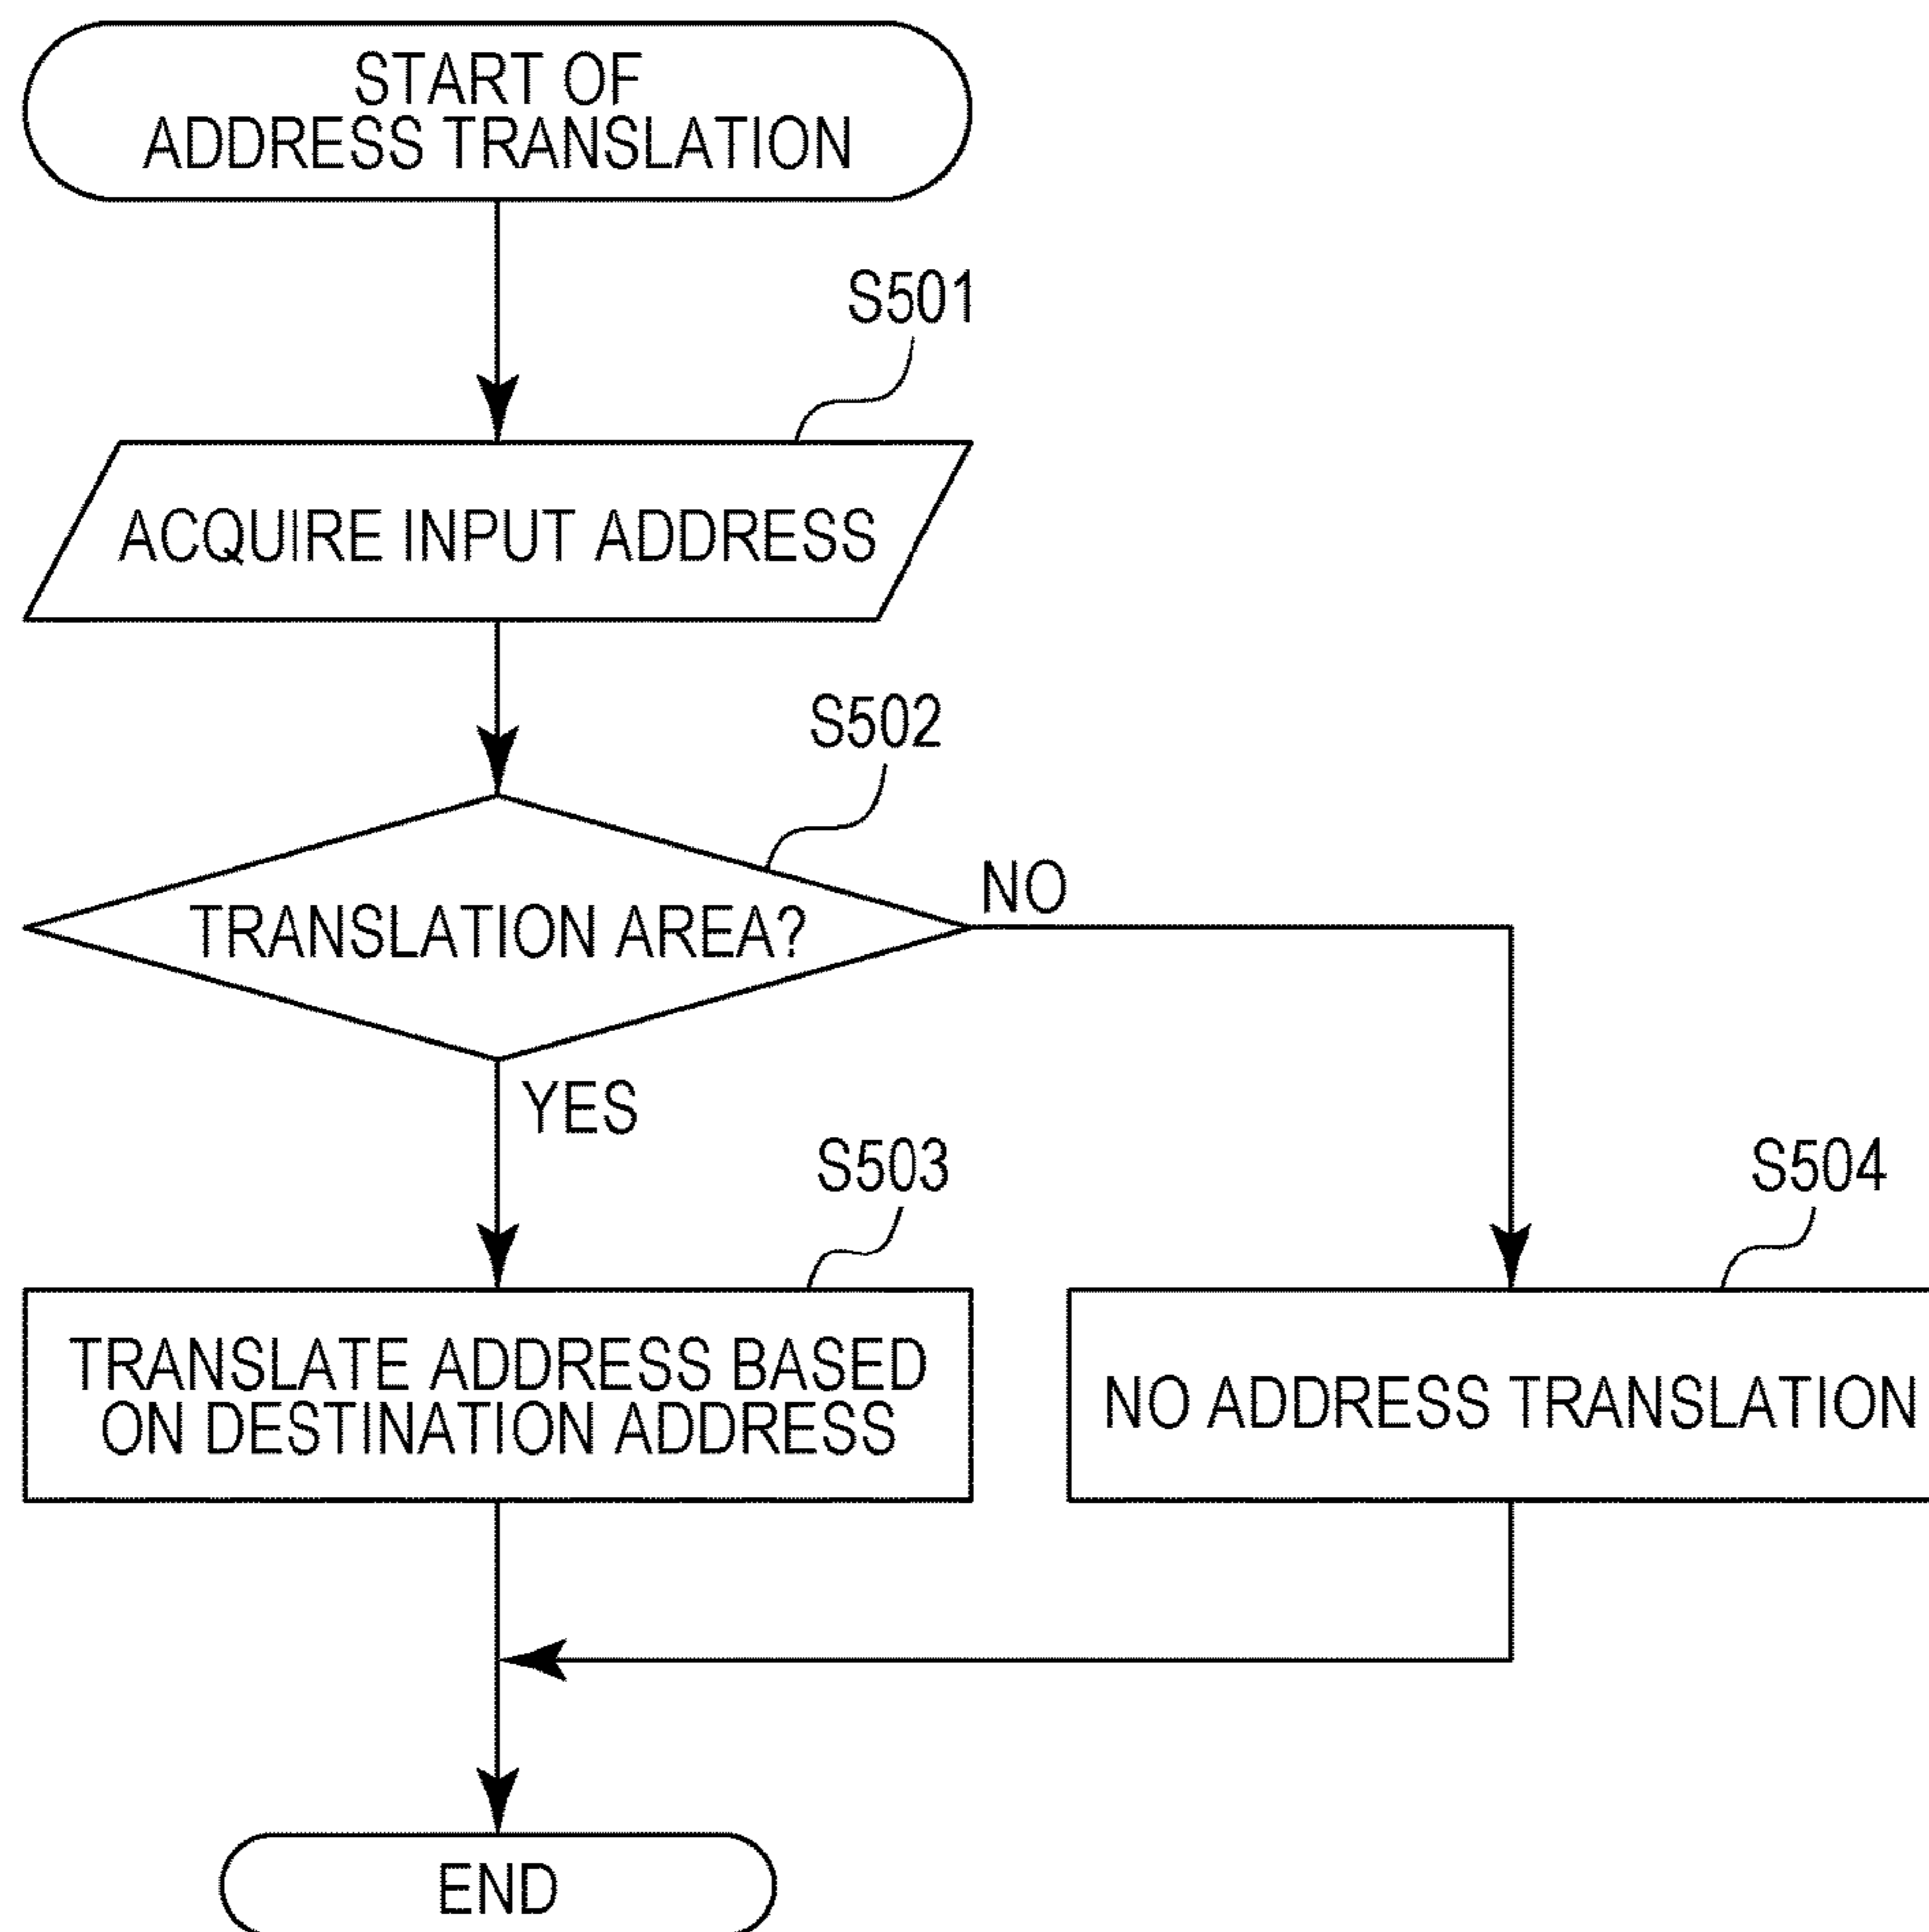 START OF
ADDRESS TRANSLATION
S501
ACQUIRE INPUT ADDRESS
S502
TRANSLATION AREA?
NO
YES
S503
TRANSLATE ADDRESS BASED
ON DESTINATION ADDRESS
S504
NO ADDRESS TRANSLATION
END